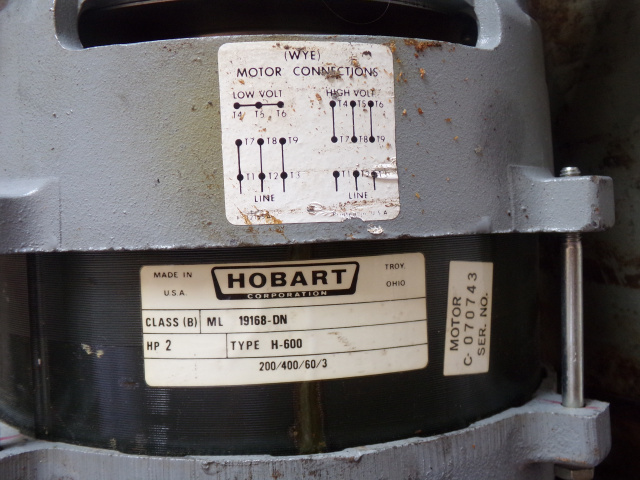 (WYE)
MOTOR CONNECTIONS
LOW VOLT HIGH VOLT
T4 T5 T6 T4 T5 T6
T7 T8 T9 T7 T8 T9
T1 T2 T3 T1 T2
LINE LINE
MADE IN
U.S.A.
HOBART
CORPORATION
TROY,
OHIO
CLASS (B) ML 19168-DN
HP 2 TYPE H-600
200/400/60/3
MOTOR
C- 070743
SER. NO.